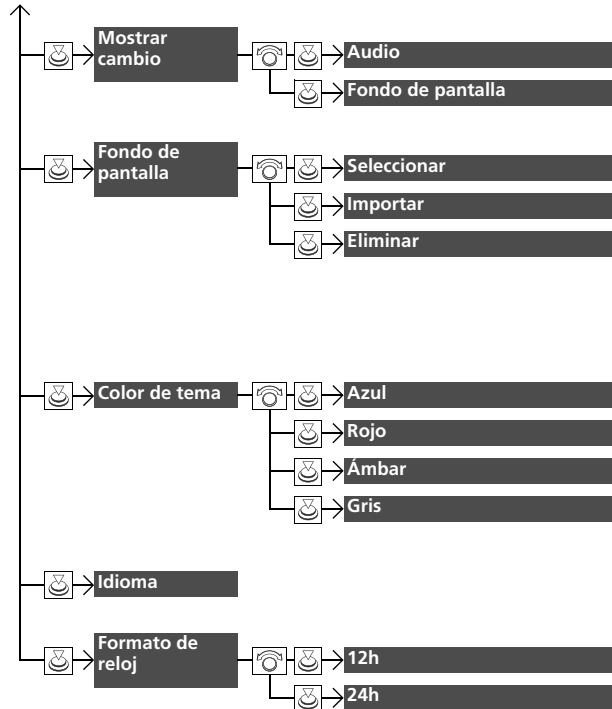 Mostrar
cambio
Audio
Fondo de pantalla
Fondo de
pantalla
Seleccionar
Importar
Eliminar
Color de tema
Azul
Rojo
Ámbar
Gris
Idioma
Formato de
reloj
12h
24h